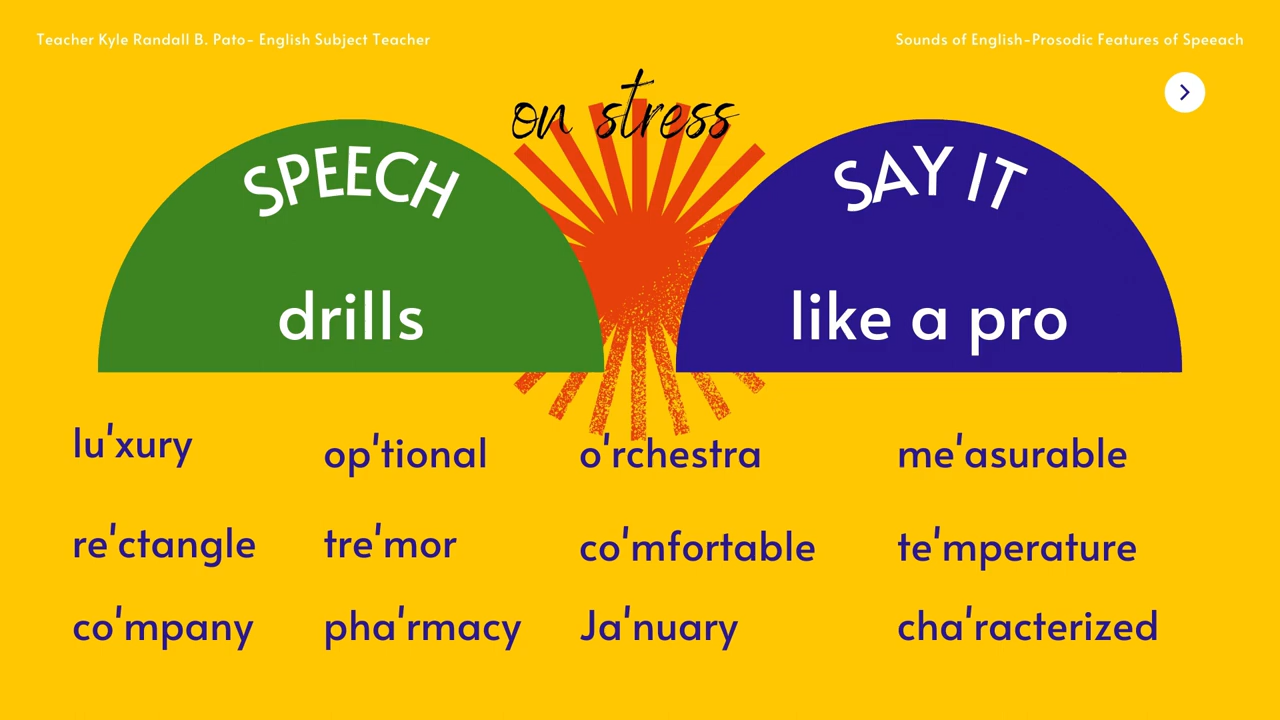 Teacher Kyle Randall B. Pato- English Subject Teacher
Sounds of English-Prosodic Features of Speeach
on stress
SPEECH
drills
SAY IT
like a pro
lu'xury
op'tional
o'rchestra
me'asurable
re'ctangle
tre'mor
co'mfortable
te'mperature
co'mpany
pha'rmacy
Ja'nuary
cha'racterized